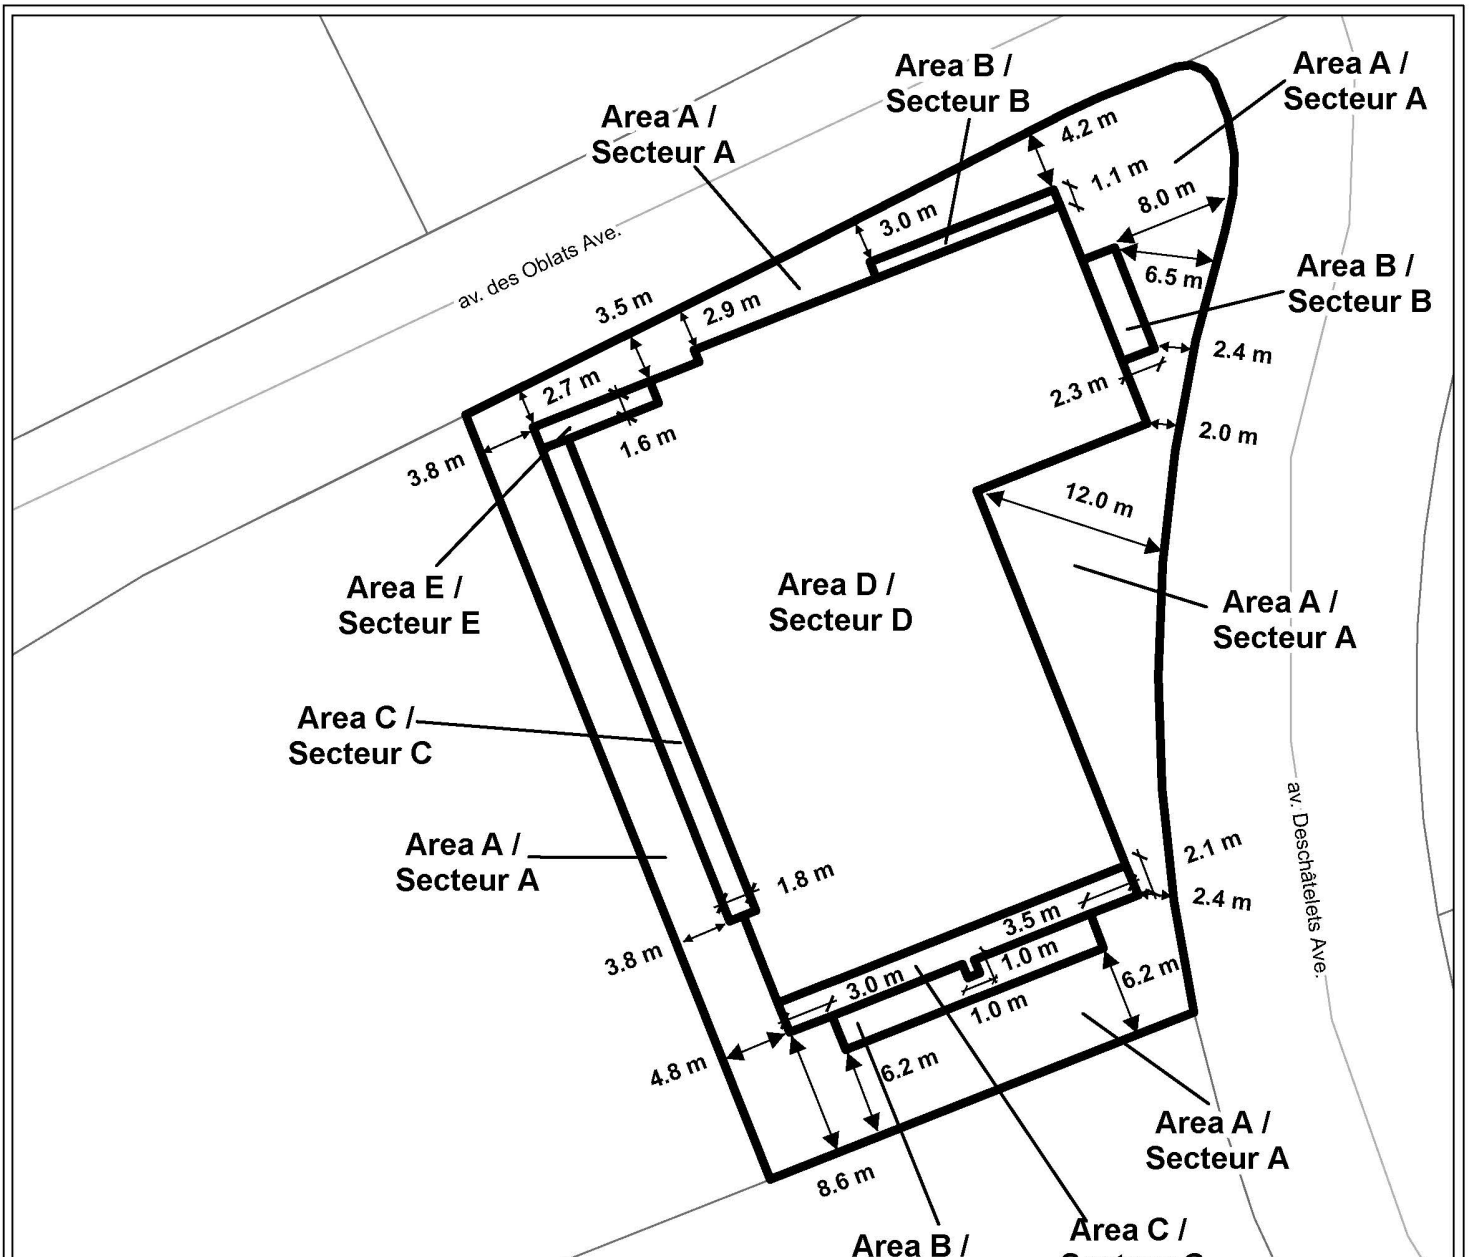 Area B /
Secteur B
Area A /
Secteur A
Area A /
Secteur A
4.2 m
1.1 m
8.0 m
3.0 m
av. des Oblats Ave.
6.5 m
Area B /
Secteur B
3.5 m
2.9 m
2.4 m
2.7 m
2.3 m
2.0 m
1.6 m
3.8 m
12.0 m
Area E /
Secteur E
Area D /
Secteur D
Area A /
Secteur A
Area C /
Secteur C
av. Deschâtelets Ave.
Area A /
Secteur A
2.1 m
1.8 m
2.4 m
3.5 m
3.8 m
1.0 m
3.0 m
6.2 m
1.0 m
4.8 m
6.2 m
Area A /
Secteur A
8.6 m
Area C /
Area B /